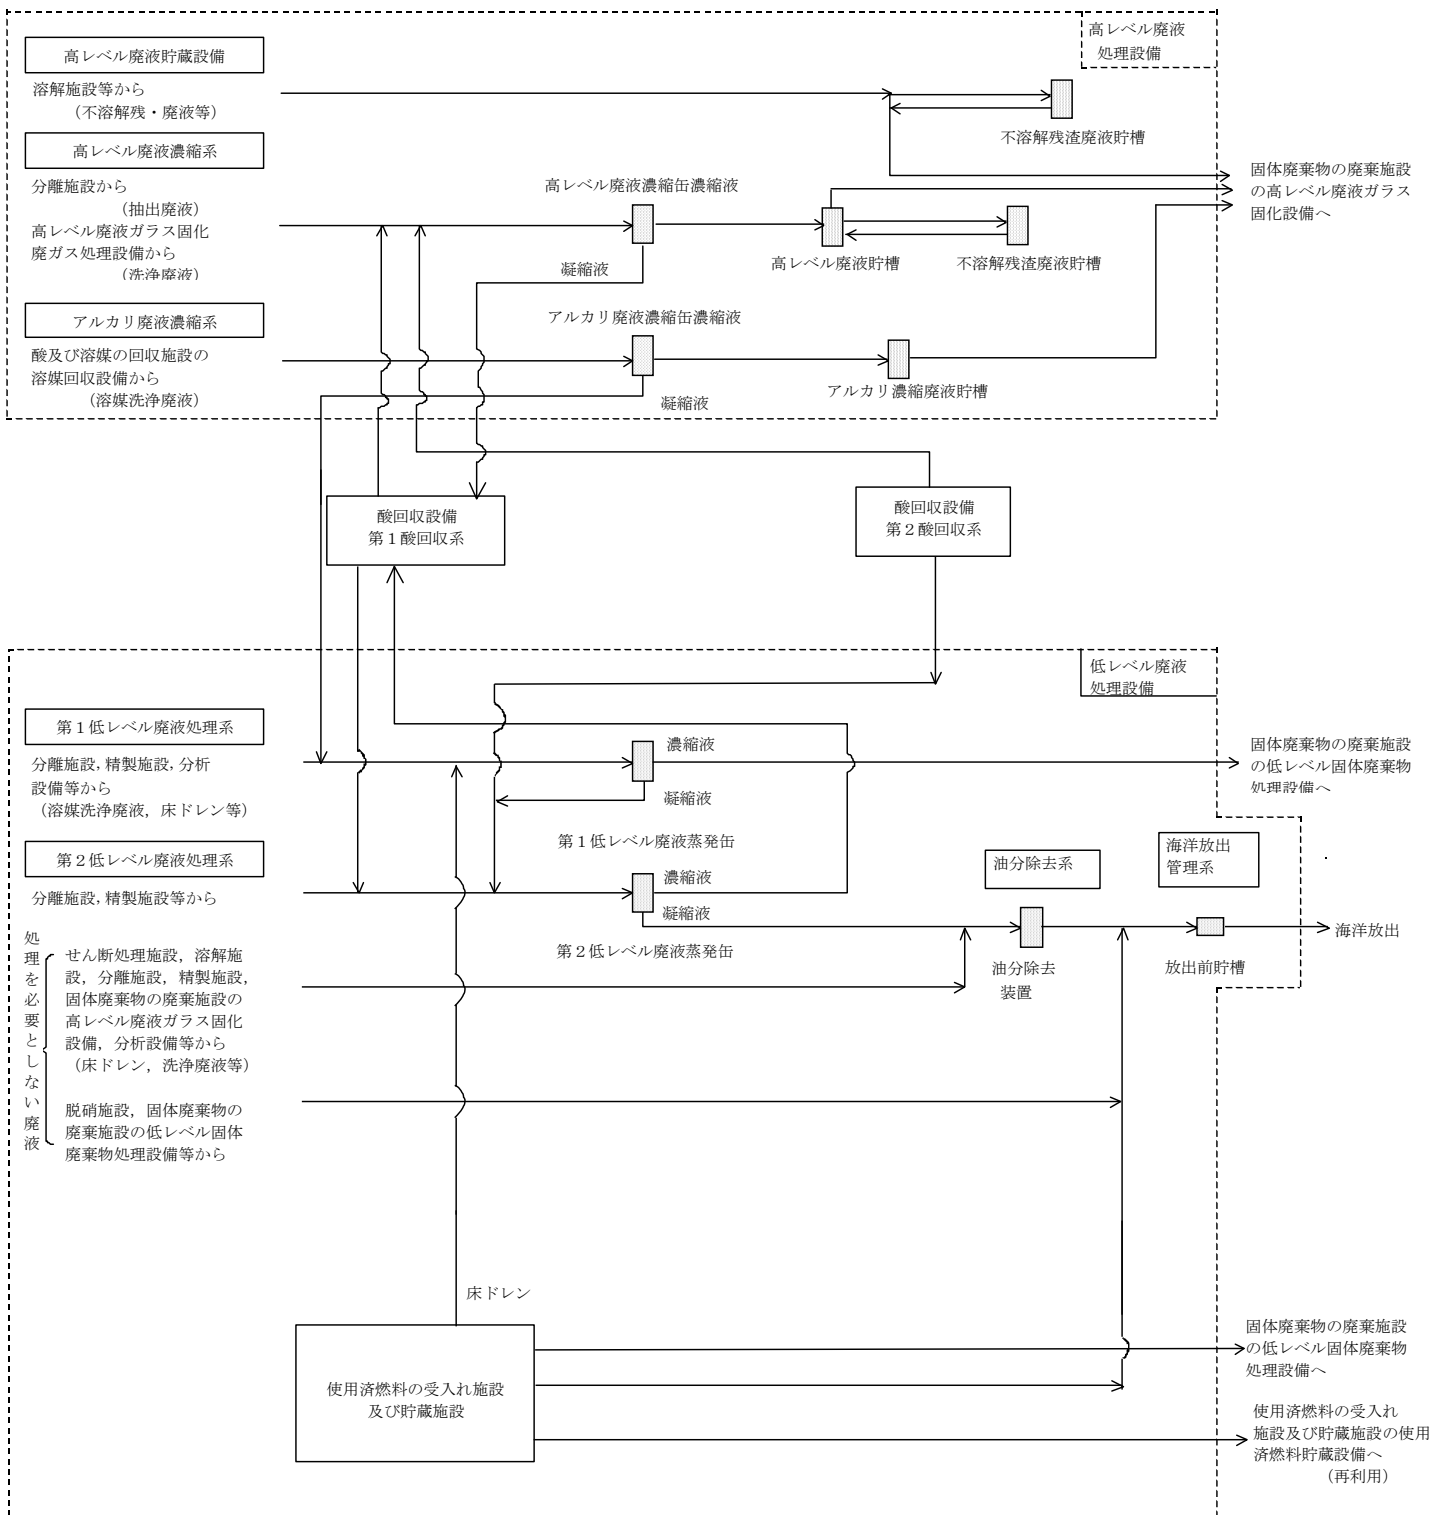 高レベル廃液
処理設備
高レベル廃液貯蔵設備
溶解施設等から
（不溶解残・廃液等）
不溶解残渣廃液貯槽
高レベル廃液濃縮系
分離施設から
（抽出廃液）
高レベル廃液ガラス固化
廃ガス処理設備から
（洗浄廃液）
高レベル廃液濃縮缶濃縮液
凝縮液
高レベル廃液貯槽
不溶解残渣廃液貯槽
固体廃棄物の廃棄施設
の高レベル廃液ガラス
固化設備へ
アルカリ廃液濃縮系
酸及び溶媒の回収施設の
溶媒回収設備から
（溶媒洗浄廃液）
アルカリ廃液濃縮缶濃縮液
凝縮液
アルカリ濃縮廃液貯槽
酸回収設備
第１酸回収系
酸回収設備
第２酸回収系
低レベル廃液
処理設備
第１低レベル廃液処理系
分離施設，精製施設，分析
設備等から
（溶媒洗浄廃液，床ドレン等）
濃縮液
凝縮液
第１低レベル廃液蒸発缶
固体廃棄物の廃棄施設
の低レベル固体廃棄物
処理設備へ
第２低レベル廃液処理系
分離施設，精製施設等から
濃縮液
凝縮液
第２低レベル廃液蒸発缶
油分除去系
油分除去
装置
海洋放出
管理系
放出前貯槽
海洋放出
処理を必要としない廃液
せん断処理施設，溶解施
設，分離施設，精製施設，
固体廃棄物の廃棄施設の
高レベル廃液ガラス固化
設備，分析設備等から
（床ドレン，洗浄廃液等）
脱硝施設，固体廃棄物の
廃棄施設の低レベル固体
廃棄物処理設備等から
床ドレン
使用済燃料の受入れ施設
及び貯蔵施設
固体廃棄物の廃棄施設
の低レベル固体廃棄物
処理設備へ
使用済燃料の受入れ
施設及び貯蔵施設の使用
済燃料貯蔵設備へ
（再利用）